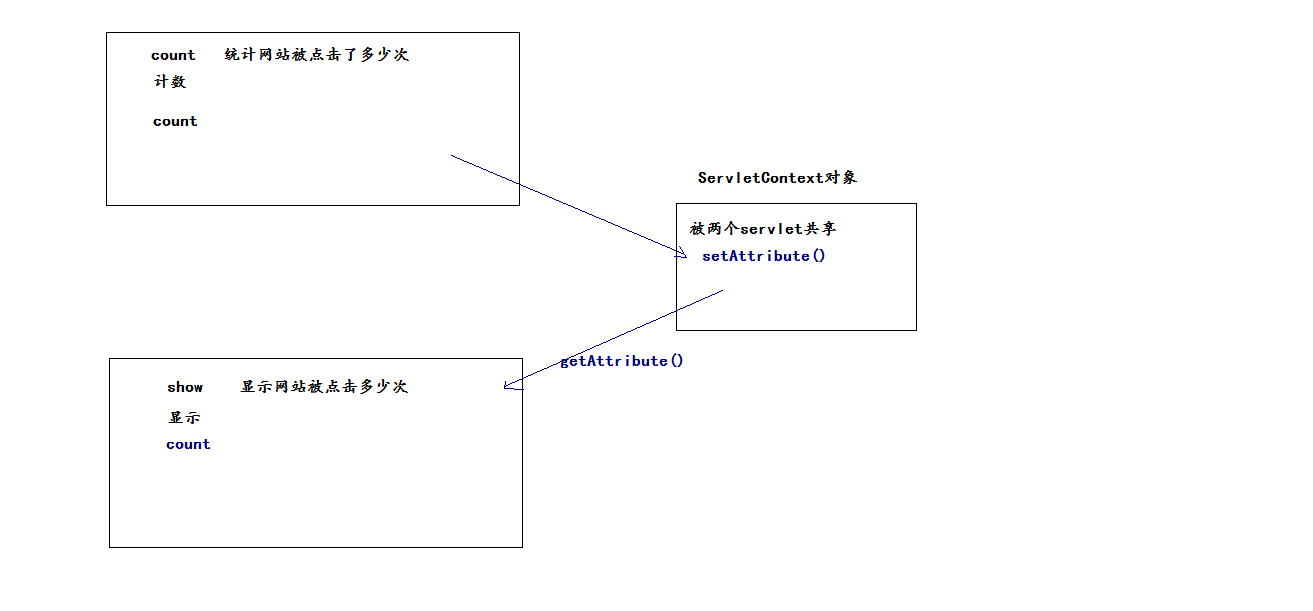 count 统计网站被点击了多少次
计数
count
ServletContext对象
被两个servlet共享
setAttribute()
getAttribute()
show 显示网站被点击多少次
显示
count